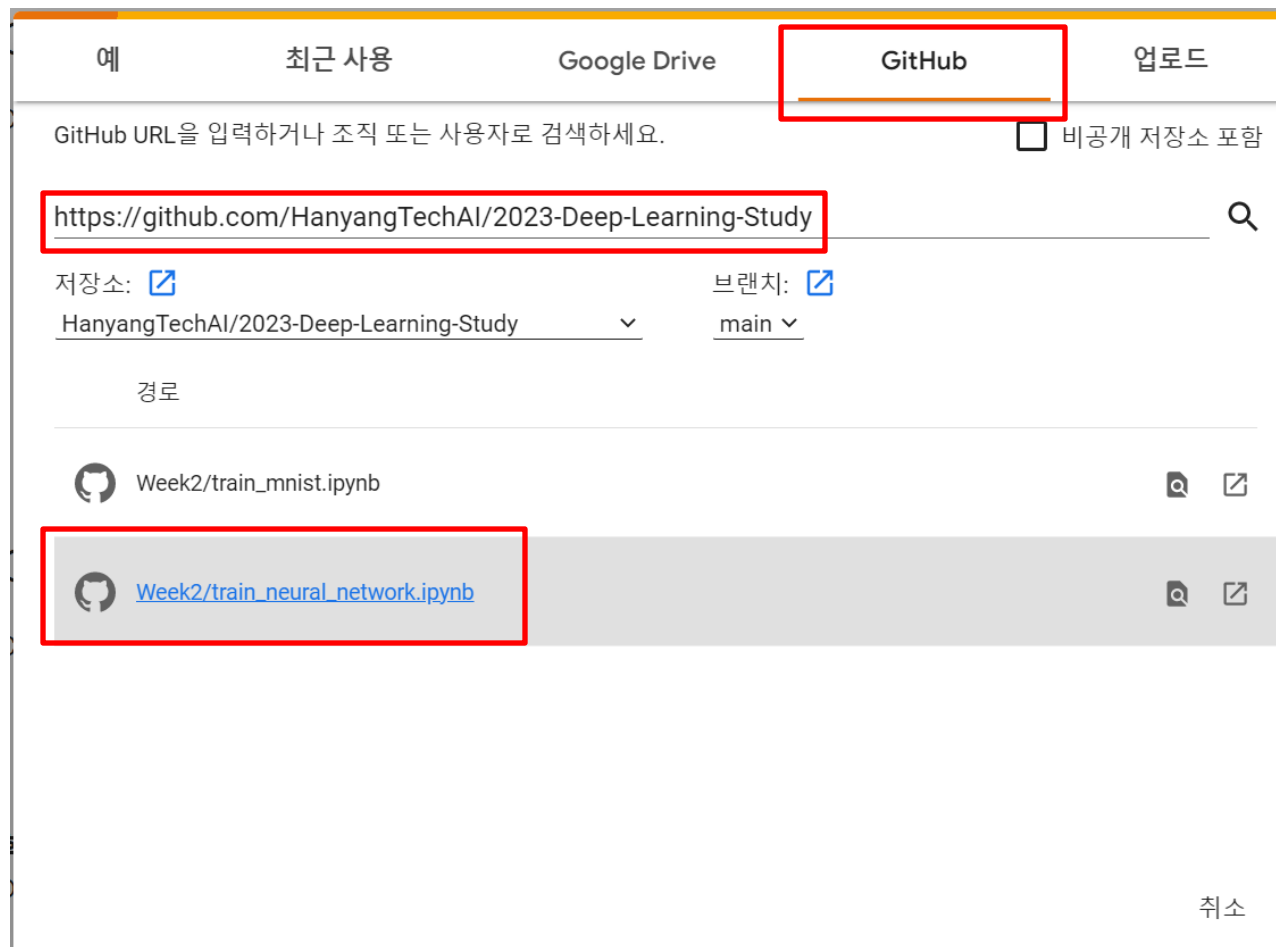 예 최근 사용 Google Drive GitHub 업로드
GitHub URL을 입력하거나 조직 또는 사용자로 검색하세요. 비공개 저장소 포함
https://github.com/HanyangTechAI/2023-Deep-Learning-Study
저장소: 브랜치:
HanyangTechAI/2023-Deep-Learning-Study main
경로
Week2/train_mnist.ipynb
Week2/train_neural_network.ipynb
취소